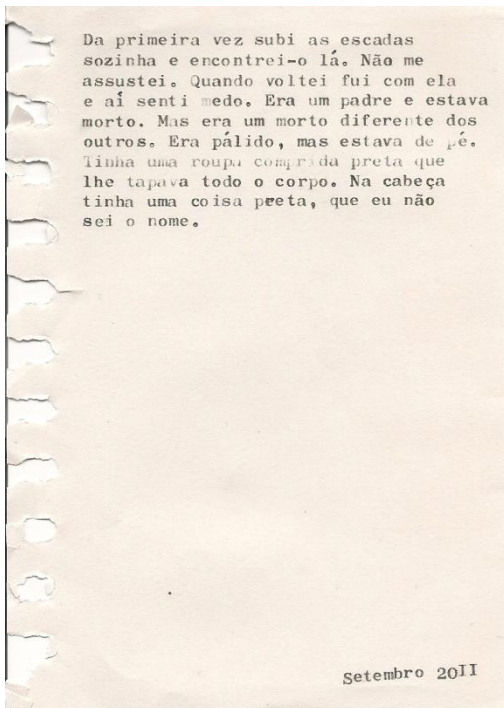 Da primeira vez subi as escadas
sozinha e encontrei-o lá. Não me
assustei. Quando voltei fui com ela
e aí senti medo. Era um padre e estava
morto. Mas era um morto diferente dos
outros. Era pálido, mas estava de pé.
Tinha uma roupa comprida preta que
lhe tapava todo o corpo. Na cabeça
tinha uma coisa preta, que eu não
sei o nome.
Setembro 20II